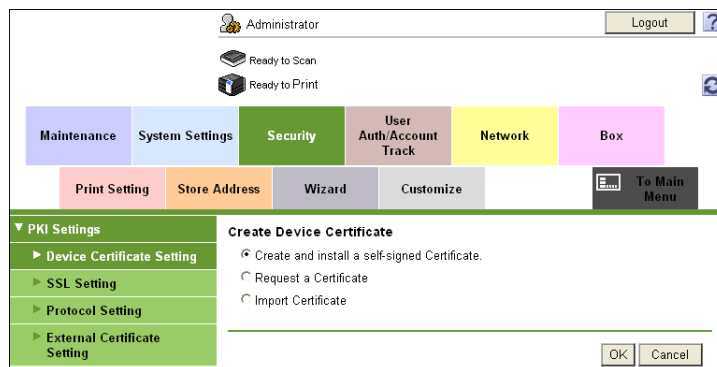 Administrator
Logout
?
Ready to Scan
Ready to Print
Maintenance
System Settings
Security
User
Auth/Account
Track
Network
Box
Print Setting
Store Address
Wizard
Customize
To Main
Menu
▼ PKI Settings
► Device Certificate Setting
► SSL Setting
► Protocol Setting
► External Certificate
Setting
Create Device Certificate
Create and install a self-signed Certificate.
Request a Certificate
Import Certificate
OK
Cancel